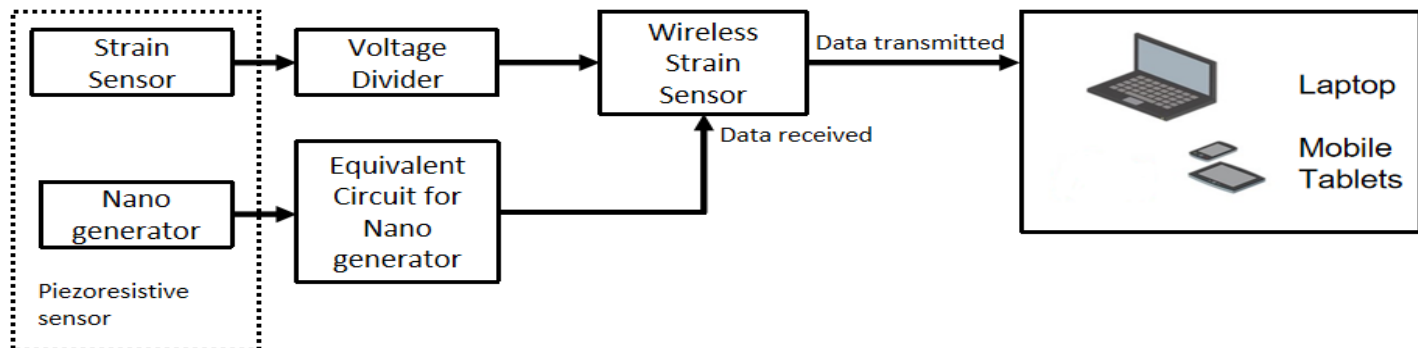 Strain
Sensor
Voltage
Divider
Wireless
Strain
Sensor
Data transmitted
Laptop
Mobile
Tablets
Data received
Nano
generator
Equivalent
Circuit for
Nano
generator
Piezoresistive
sensor